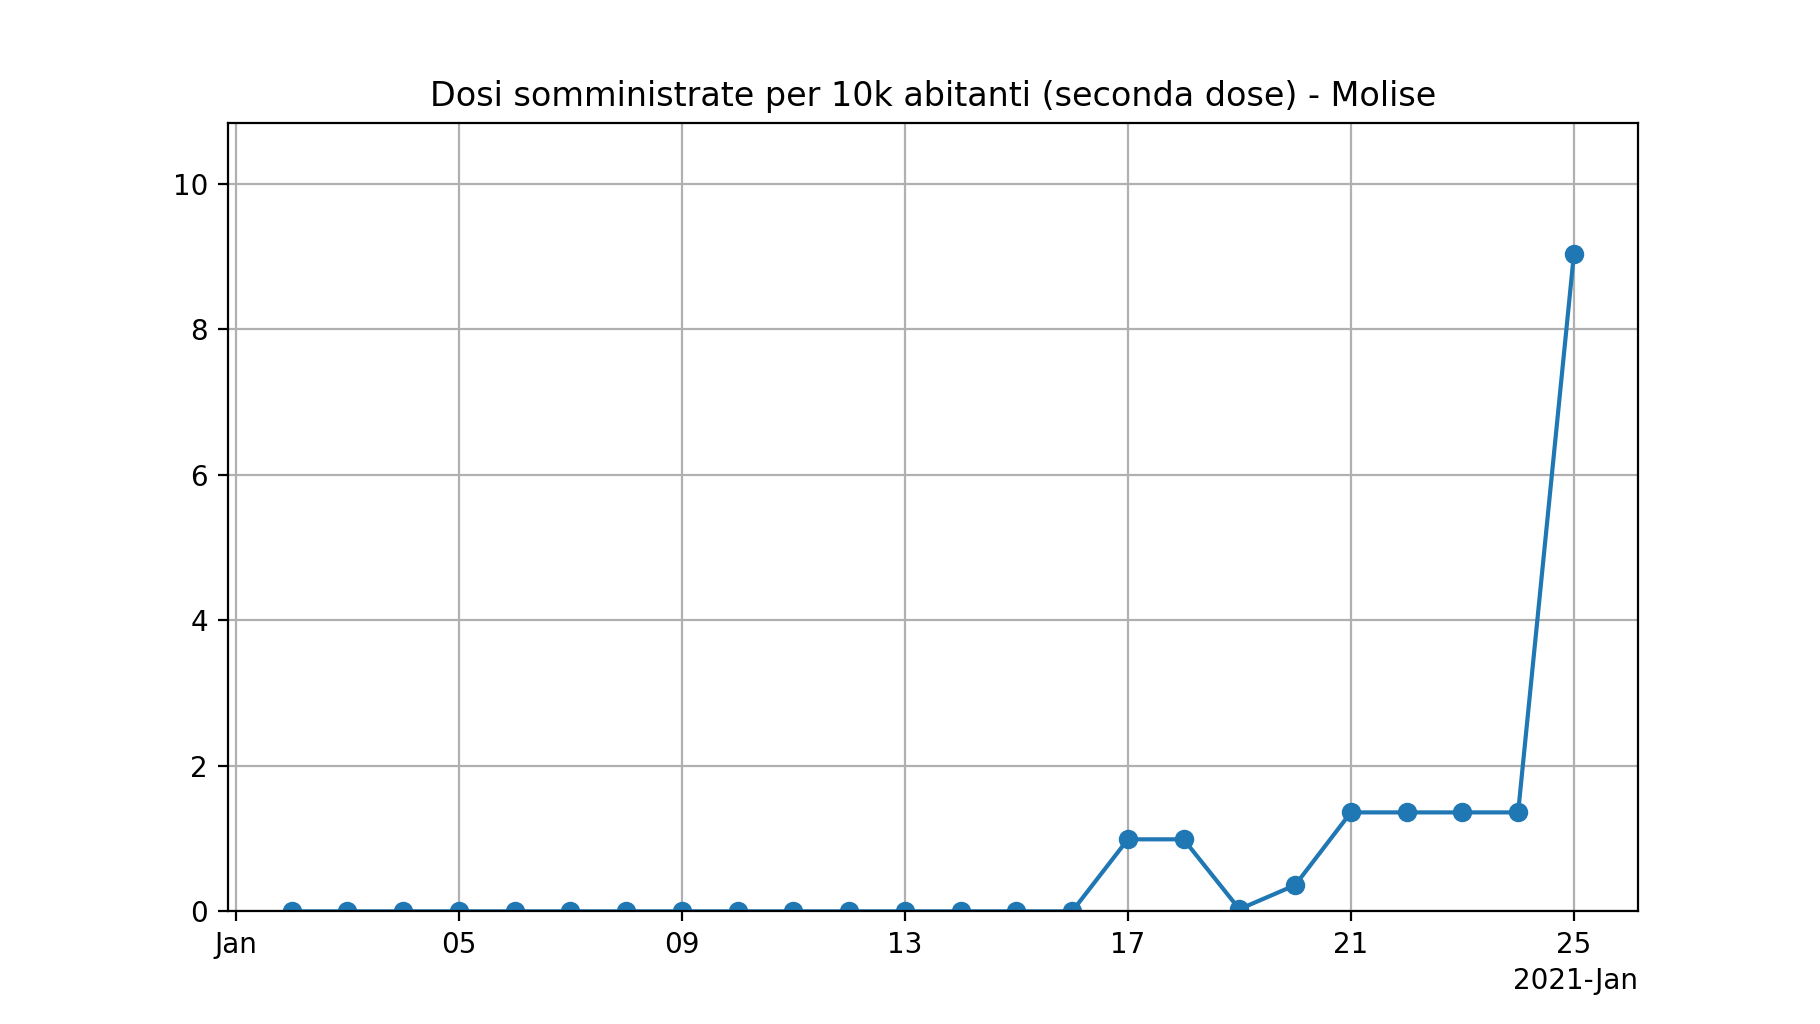 Dosi somministrate per 10k abitanti (seconda dose) - Molise
10
8
6
4
2
0
Jan 05 09 13 17 21 25
2021-Jan